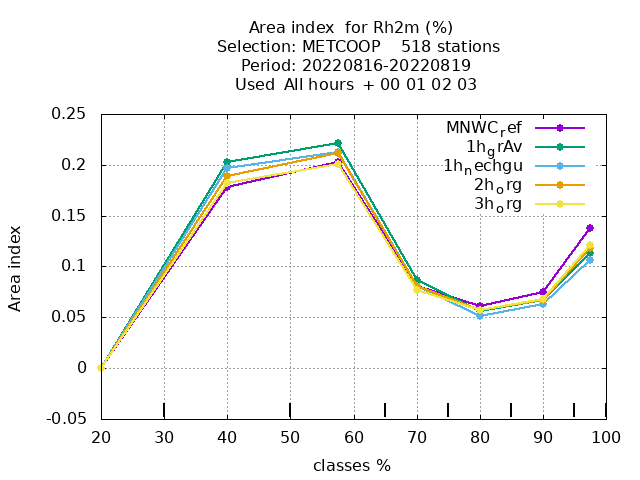 Area index  for Rh2m (%)
Selection: METCOOP    518 stations
Period: 20220816-20220819
Used  All hours  + 00 01 02 03
MNWC_ref
1h_grAv
1h_nechgu
2h_org
3h_org
0.25
0.2
0.15
0.1
0.05
0
-0.05
Area index
20 30 40 50 60 70 80 90 100
classes %